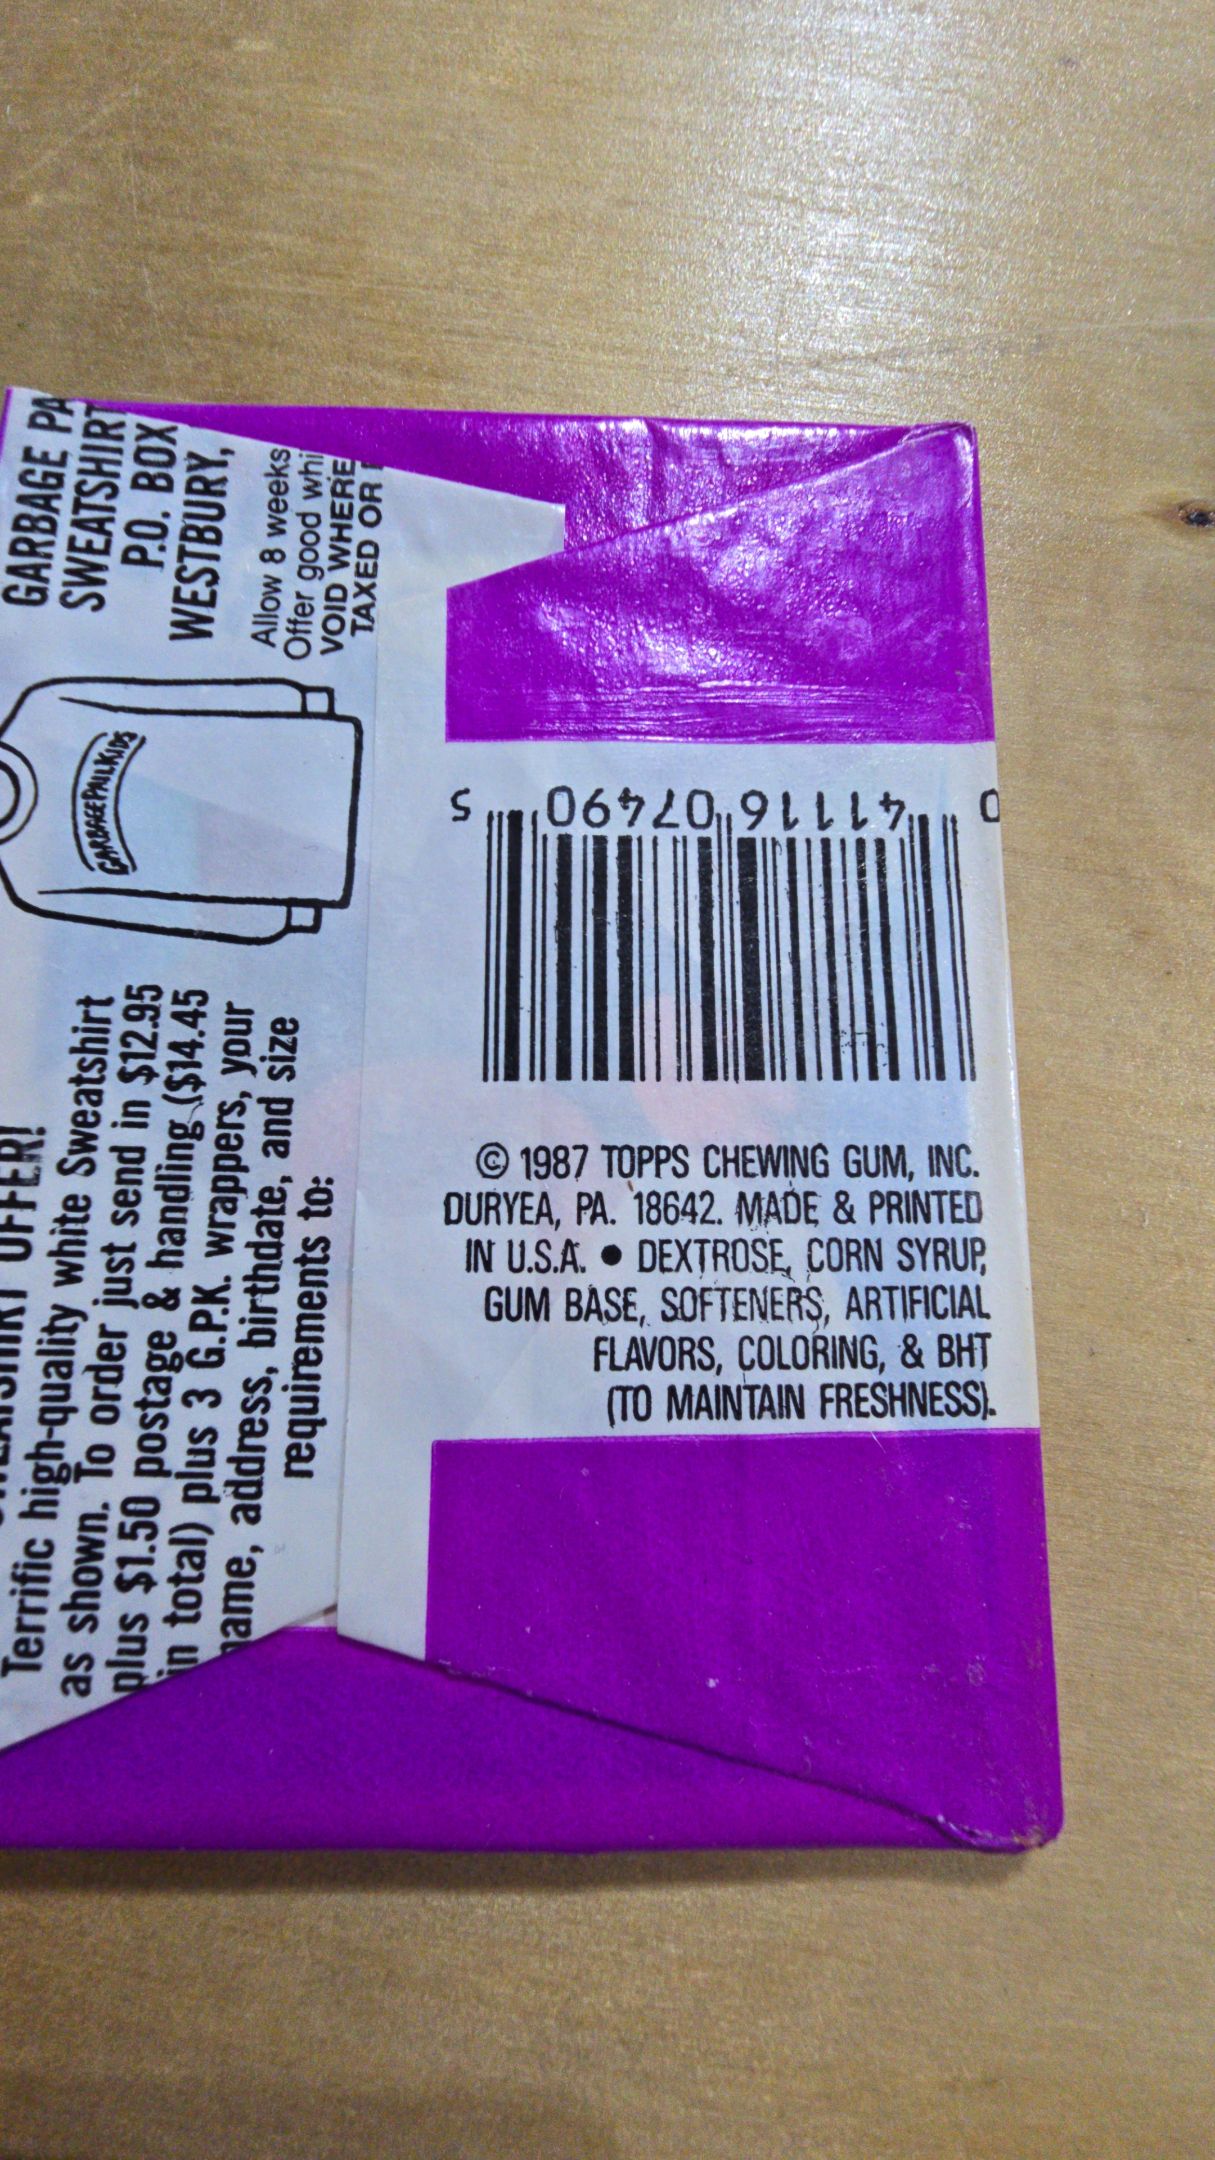 GARBAGE
SWEATSHIRT
P.O. BOX
WESTBURY,
Allow 8 weeks
Offer good
VOID WHERE
TAXED OR
GARBAGE PAIL KIDS
OFFER!
Terrific high-quality white Sweatshirt
as shown. To order just send in $12.95
plus $1.50 postage & handling ($14.45
in total) plus 3 G.P.K. wrappers, your
name, address, birthdate, and size
requirements to:
0 41116 07490 5
© 1987 TOPPS CHEWING GUM, INC.
DURYEA, PA. 18642. MADE & PRINTED
IN U.S.A. • DEXTROSE, CORN SYRUP,
GUM BASE, SOFTENERS, ARTIFICIAL
FLAVORS, COLORING, & BHT
(TO MAINTAIN FRESHNESS).